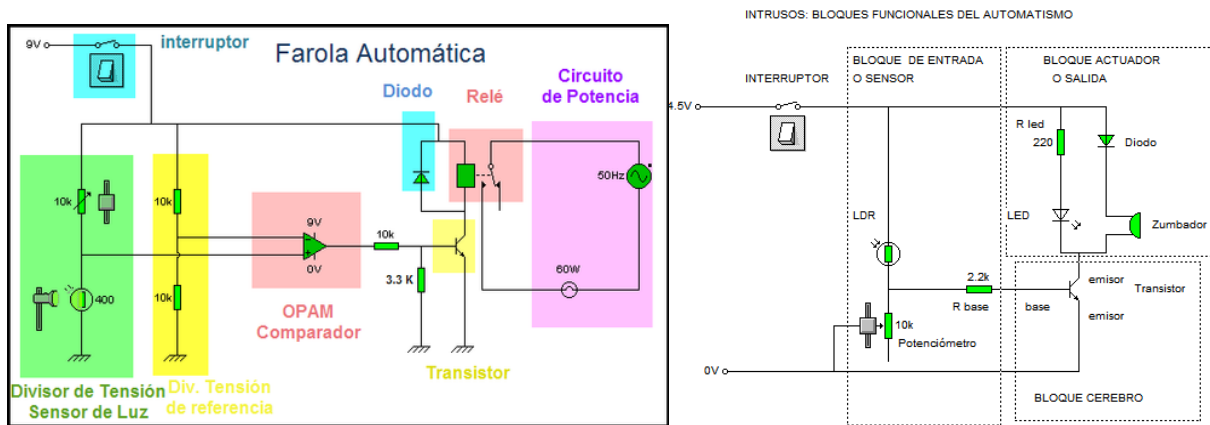 interruptor
9V
Farola Automática
Diodo
Relé
Circuito
de Potencia
10k
10k
9V
0V
10k
3.3 K
50Hz
60W
400
10k
OPAM
Comparador
Transistor
Divisor de Tensión
Sensor de Luz
Div. Tensión
de referencia
INTRUSOS: BLOQUES FUNCIONALES DEL AUTOMATISMO
BLOQUE DE ENTRADA
O SENSOR
BLOQUE ACTUADOR
O SALIDA
INTERRUPTOR
4.5V
R led
220
Diodo
LDR
LED
Zumbador
2.2k
R base
base
emisor
Transistor
emisor
10k
Potenciómetro
0V
BLOQUE CEREBRO